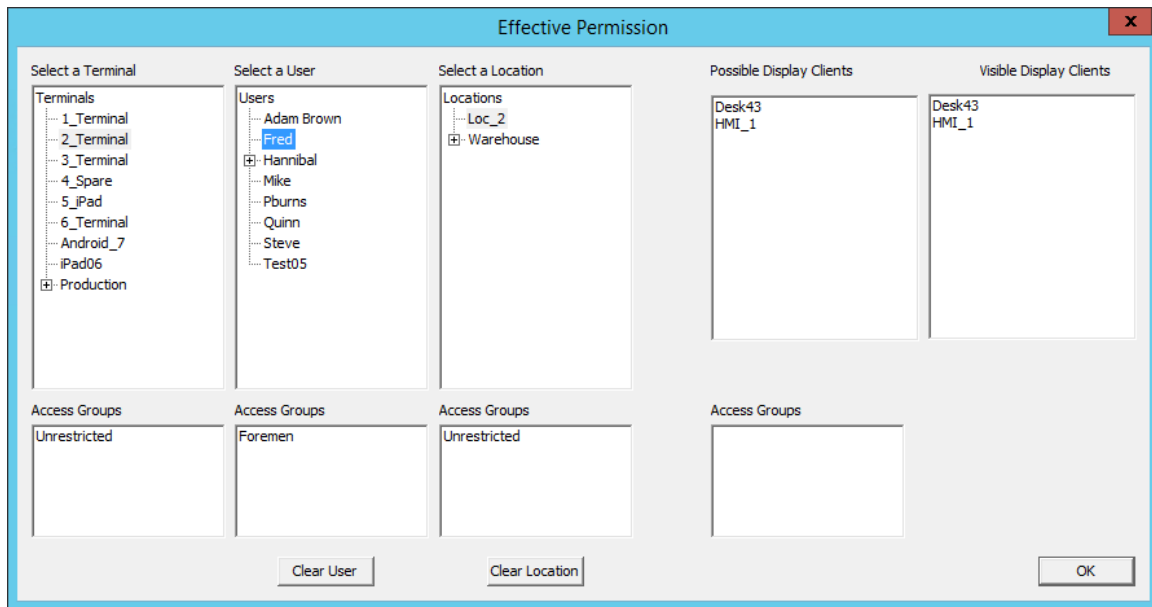 Effective Permission
x
Select a Terminal
Terminals
1_Terminal
2_Terminal
3_Terminal
4_Spare
5_iPad
6_Terminal
Android_7
iPad06
Production
Select a User
Users
Adam Brown
Fred
Hannibal
Mike
Pburns
Quinn
Steve
Test05
Select a Location
Locations
Loc_2
Warehouse
Possible Display Clients
Desk43
HMI_1
Visible Display Clients
Desk43
HMI_1
Access Groups
Unrestricted
Access Groups
Foremen
Access Groups
Unrestricted
Access Groups
Clear User
Clear Location
OK